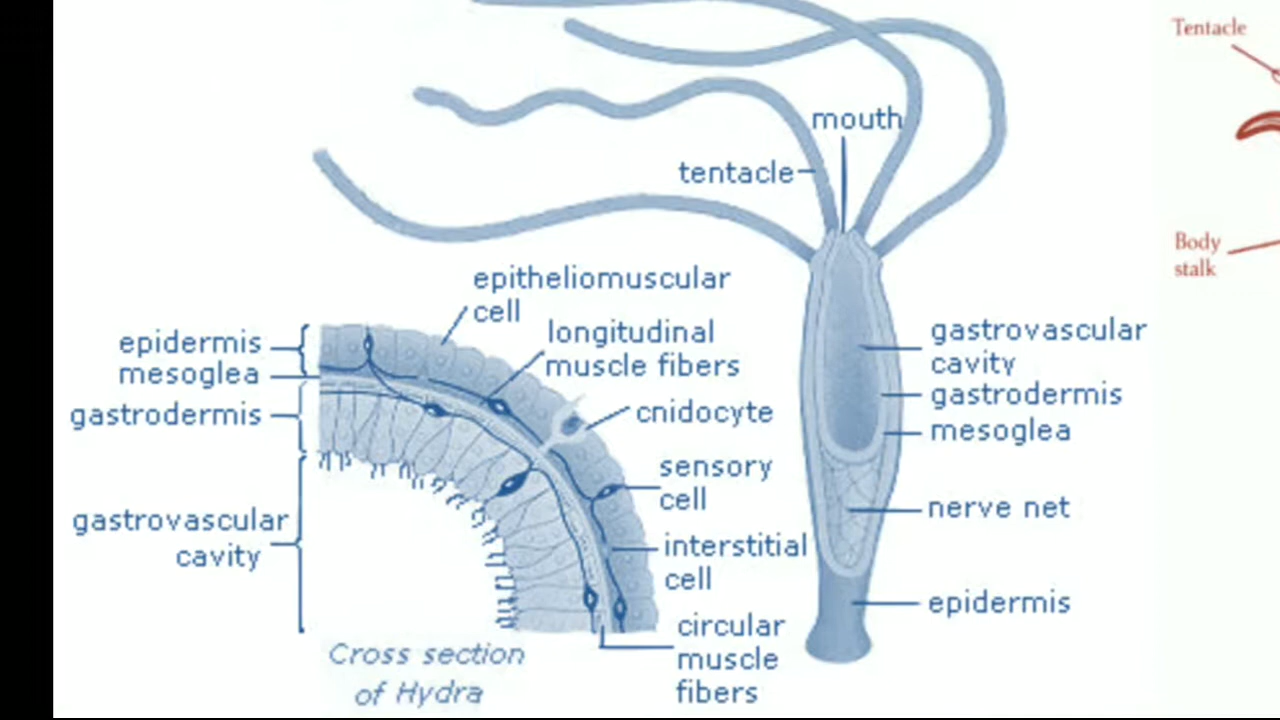 Tentacle
mouth
tentacle
Body
stalk
epitheliomuscular
cell
longitudinal
muscle fibers
epidermis
mesoglea
gastrodermis
cnidocyte
sensory
cell
gastrovascular
cavity
interstitial
cell
circular
muscle
fibers
gastrovascular
cavity
gastrodermis
mesoglea
nerve net
epidermis
Cross section
of Hydra